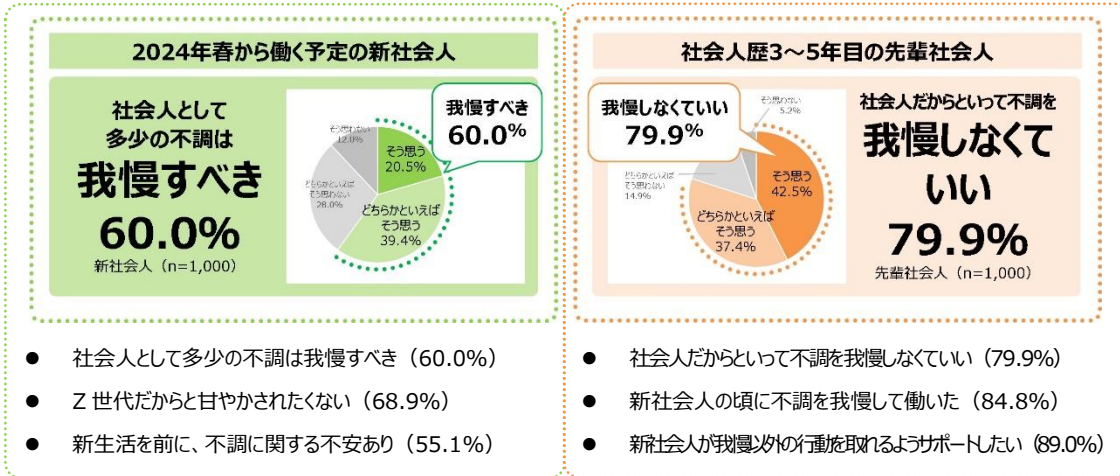 2024年春から働く予定の新社会人
社会人として
多少の不調は
我慢すべき
60.0%
新社会人（n=1,000）
そう思わない
12.0%
そう思う
20.5%
どちらかといえば
そう思わない
28.0%
どちらかといえば
そう思う
39.4%
我慢すべき
60.0%
社会人歴3～5年目の先輩社会人
我慢しなくていい
79.9%
そう思わない
5.2%
どちらかといえば
そう思わない
14.9%
そう思う
42.5%
どちらかといえば
そう思う
37.4%
社会人だからといって不調を
我慢しなくて
いい
79.9%
先輩社会人（n=1,000）
● 社会人として多少の不調は我慢すべき（60.0%）
● Z 世代だからと甘やかされたくない（68.9%）
● 新生活を前に、不調に関する不安あり（55.1%）
● 社会人だからといって不調を我慢しなくていい（79.9%）
● 新社会人の頃に不調を我慢して働いた（84.8%）
● 新社会人が我慢以外の行動を取れるようサポートしたい（89.0%）